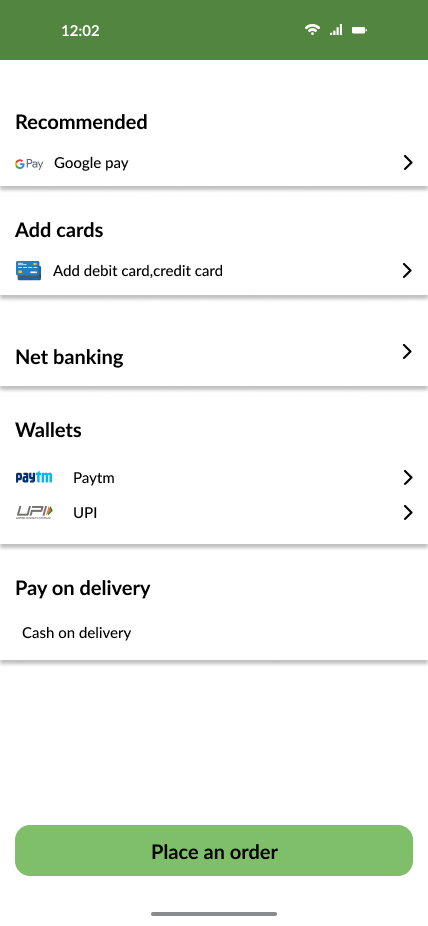 12:02
Recommended
G Pay Google pay
Add cards
Add debit card,credit card
Net banking
Wallets
paytm Paytm
UPI UPI
Pay on delivery
Cash on delivery
Place an order